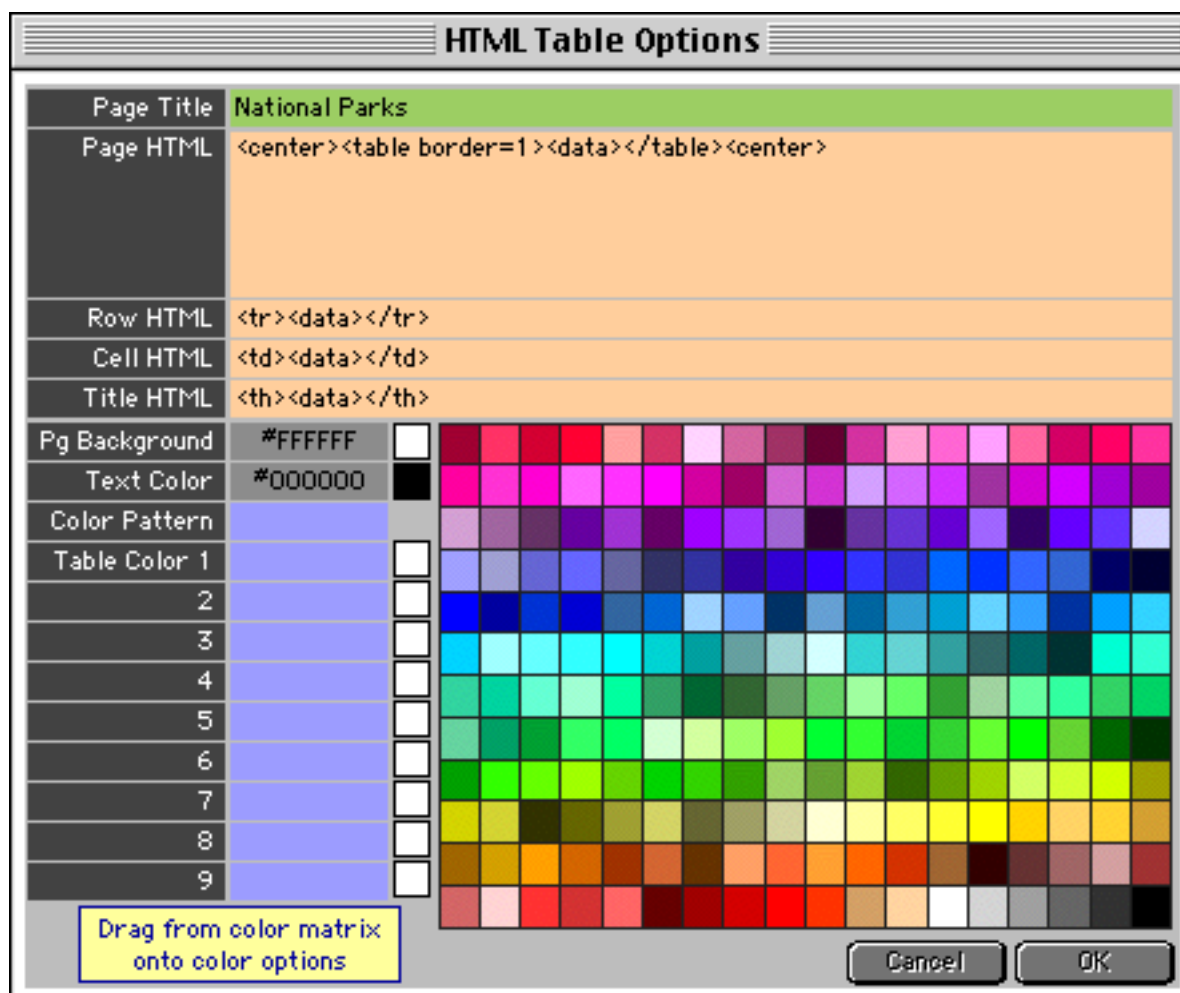 HTML Table Options
Page Title National Parks
Page HTML <center><table border=1><data></table><center>
Row HTML <tr><data></tr>
Cell HTML <td><data></td>
Title HTML <th><data></th>
Pg Background #FFFFFF
Text Color #000000
Color Pattern
Table Color 1
2
3
4
5
6
7
8
9
Drag from color matrix
onto color options
Cancel OK